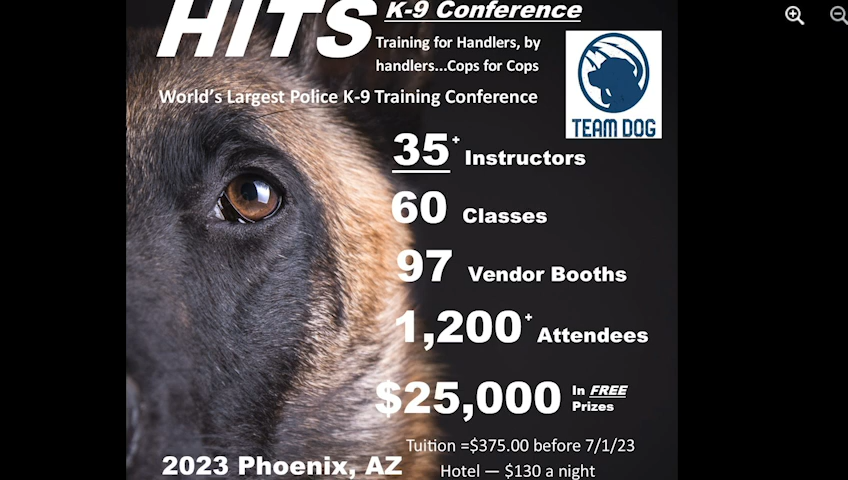 HITS
K-9 Conference
Training for Handlers, by
handlers...Cops for Cops
World's Largest Police K-9 Training Conference
TEAM DOG
35+ Instructors
60 Classes
97 Vendor Booths
1,200+ Attendees
$25,000 In FREE Prizes
Tuition =$375.00 before 7/1/23
2023 Phoenix, AZ
Hotel — $130 a night